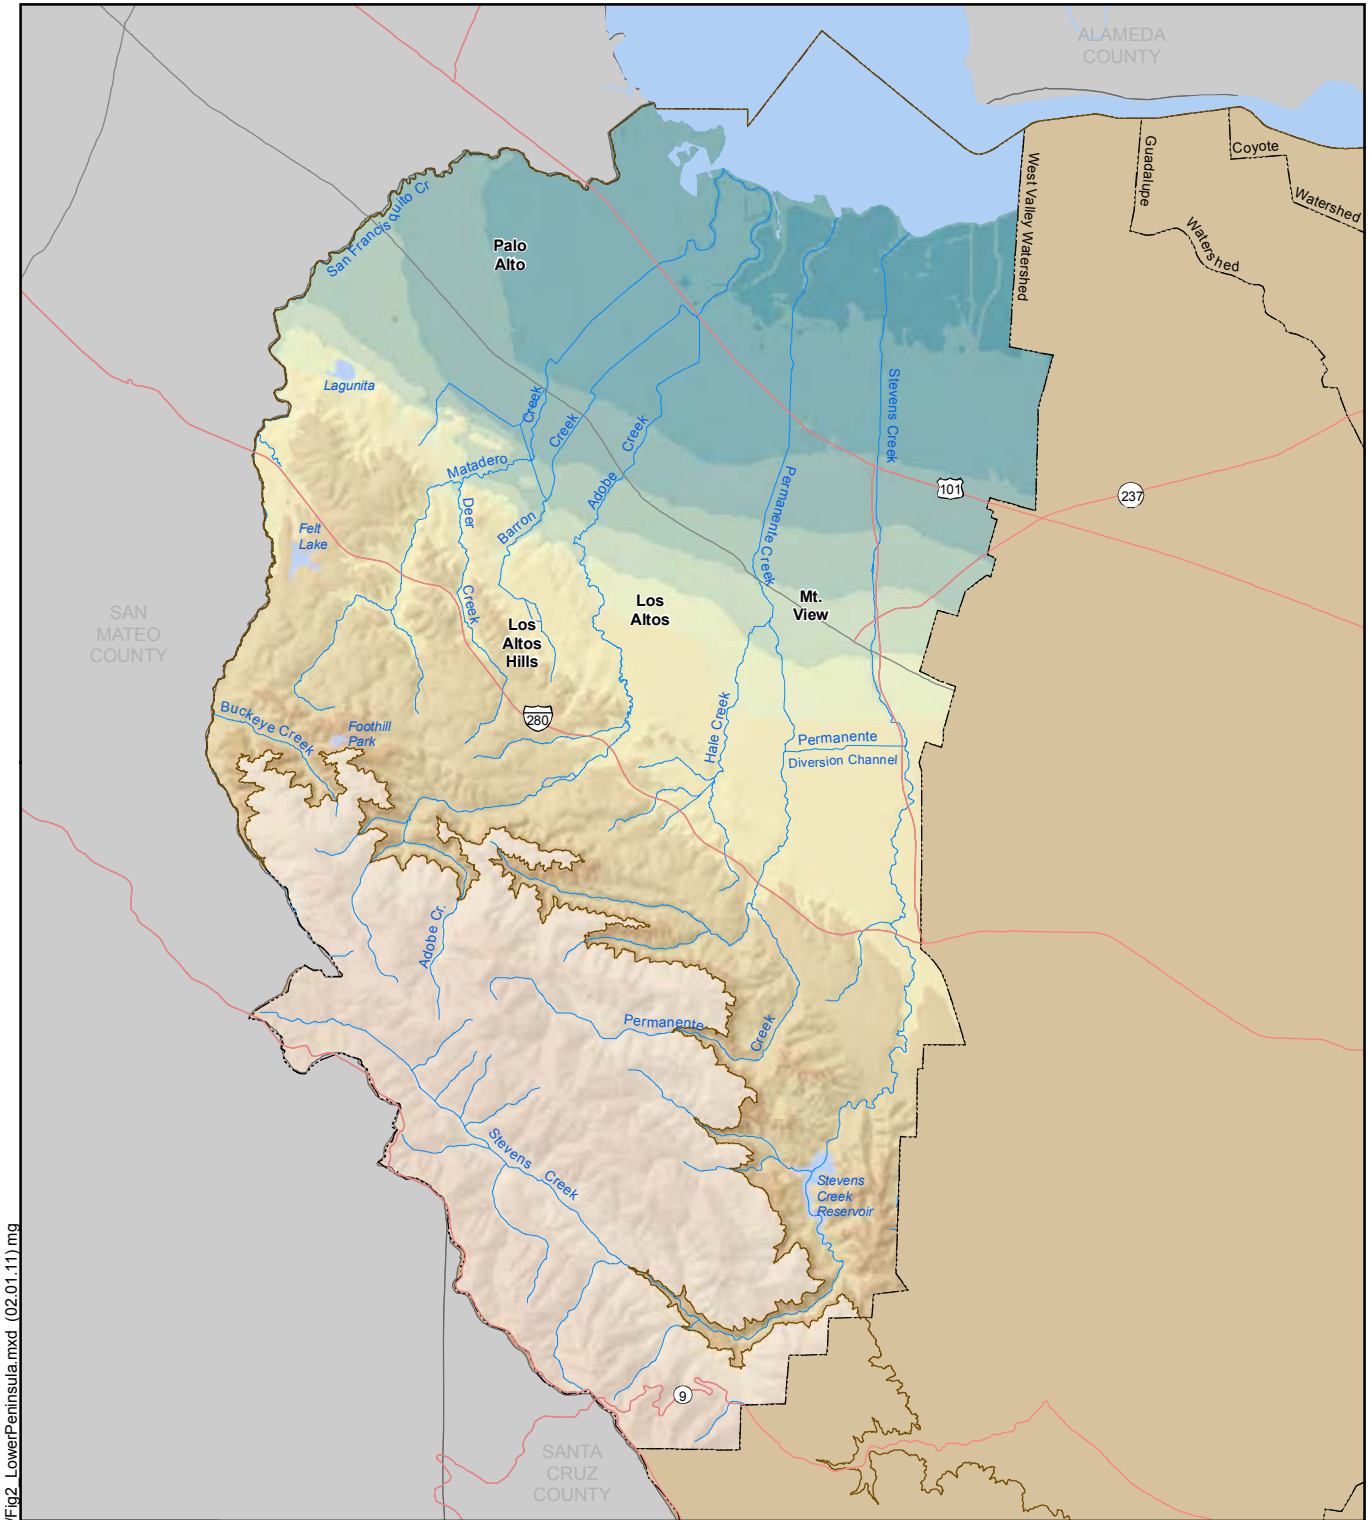 ALAMEDA
COUNTY
Coyote
Watershed
Guadalupe
Watershed
West Valley Watershed
San Francisquito Cr
Palo
Alto
Lagunita
Creek
Creek
Creek
Stevens Creek
Matadero
Adobe
Permanente Creek
101
237
Deer
Creek
Barron
Felt
Lake
Los
Altos
Mt.
View
SAN
MATEO
COUNTY
Los
Altos
Hills
280
Buckeye Creek
Foothill
Park
Hale Creek
Permanente
Diversion Channel
Adobe Cr.
Permanente
Creek
Stevens Creek
Stevens
Creek
Reservoir
9
SANTA
CRUZ
COUNTY
/Fig2_LowerPeninsula.mxd (02.01.11) mg